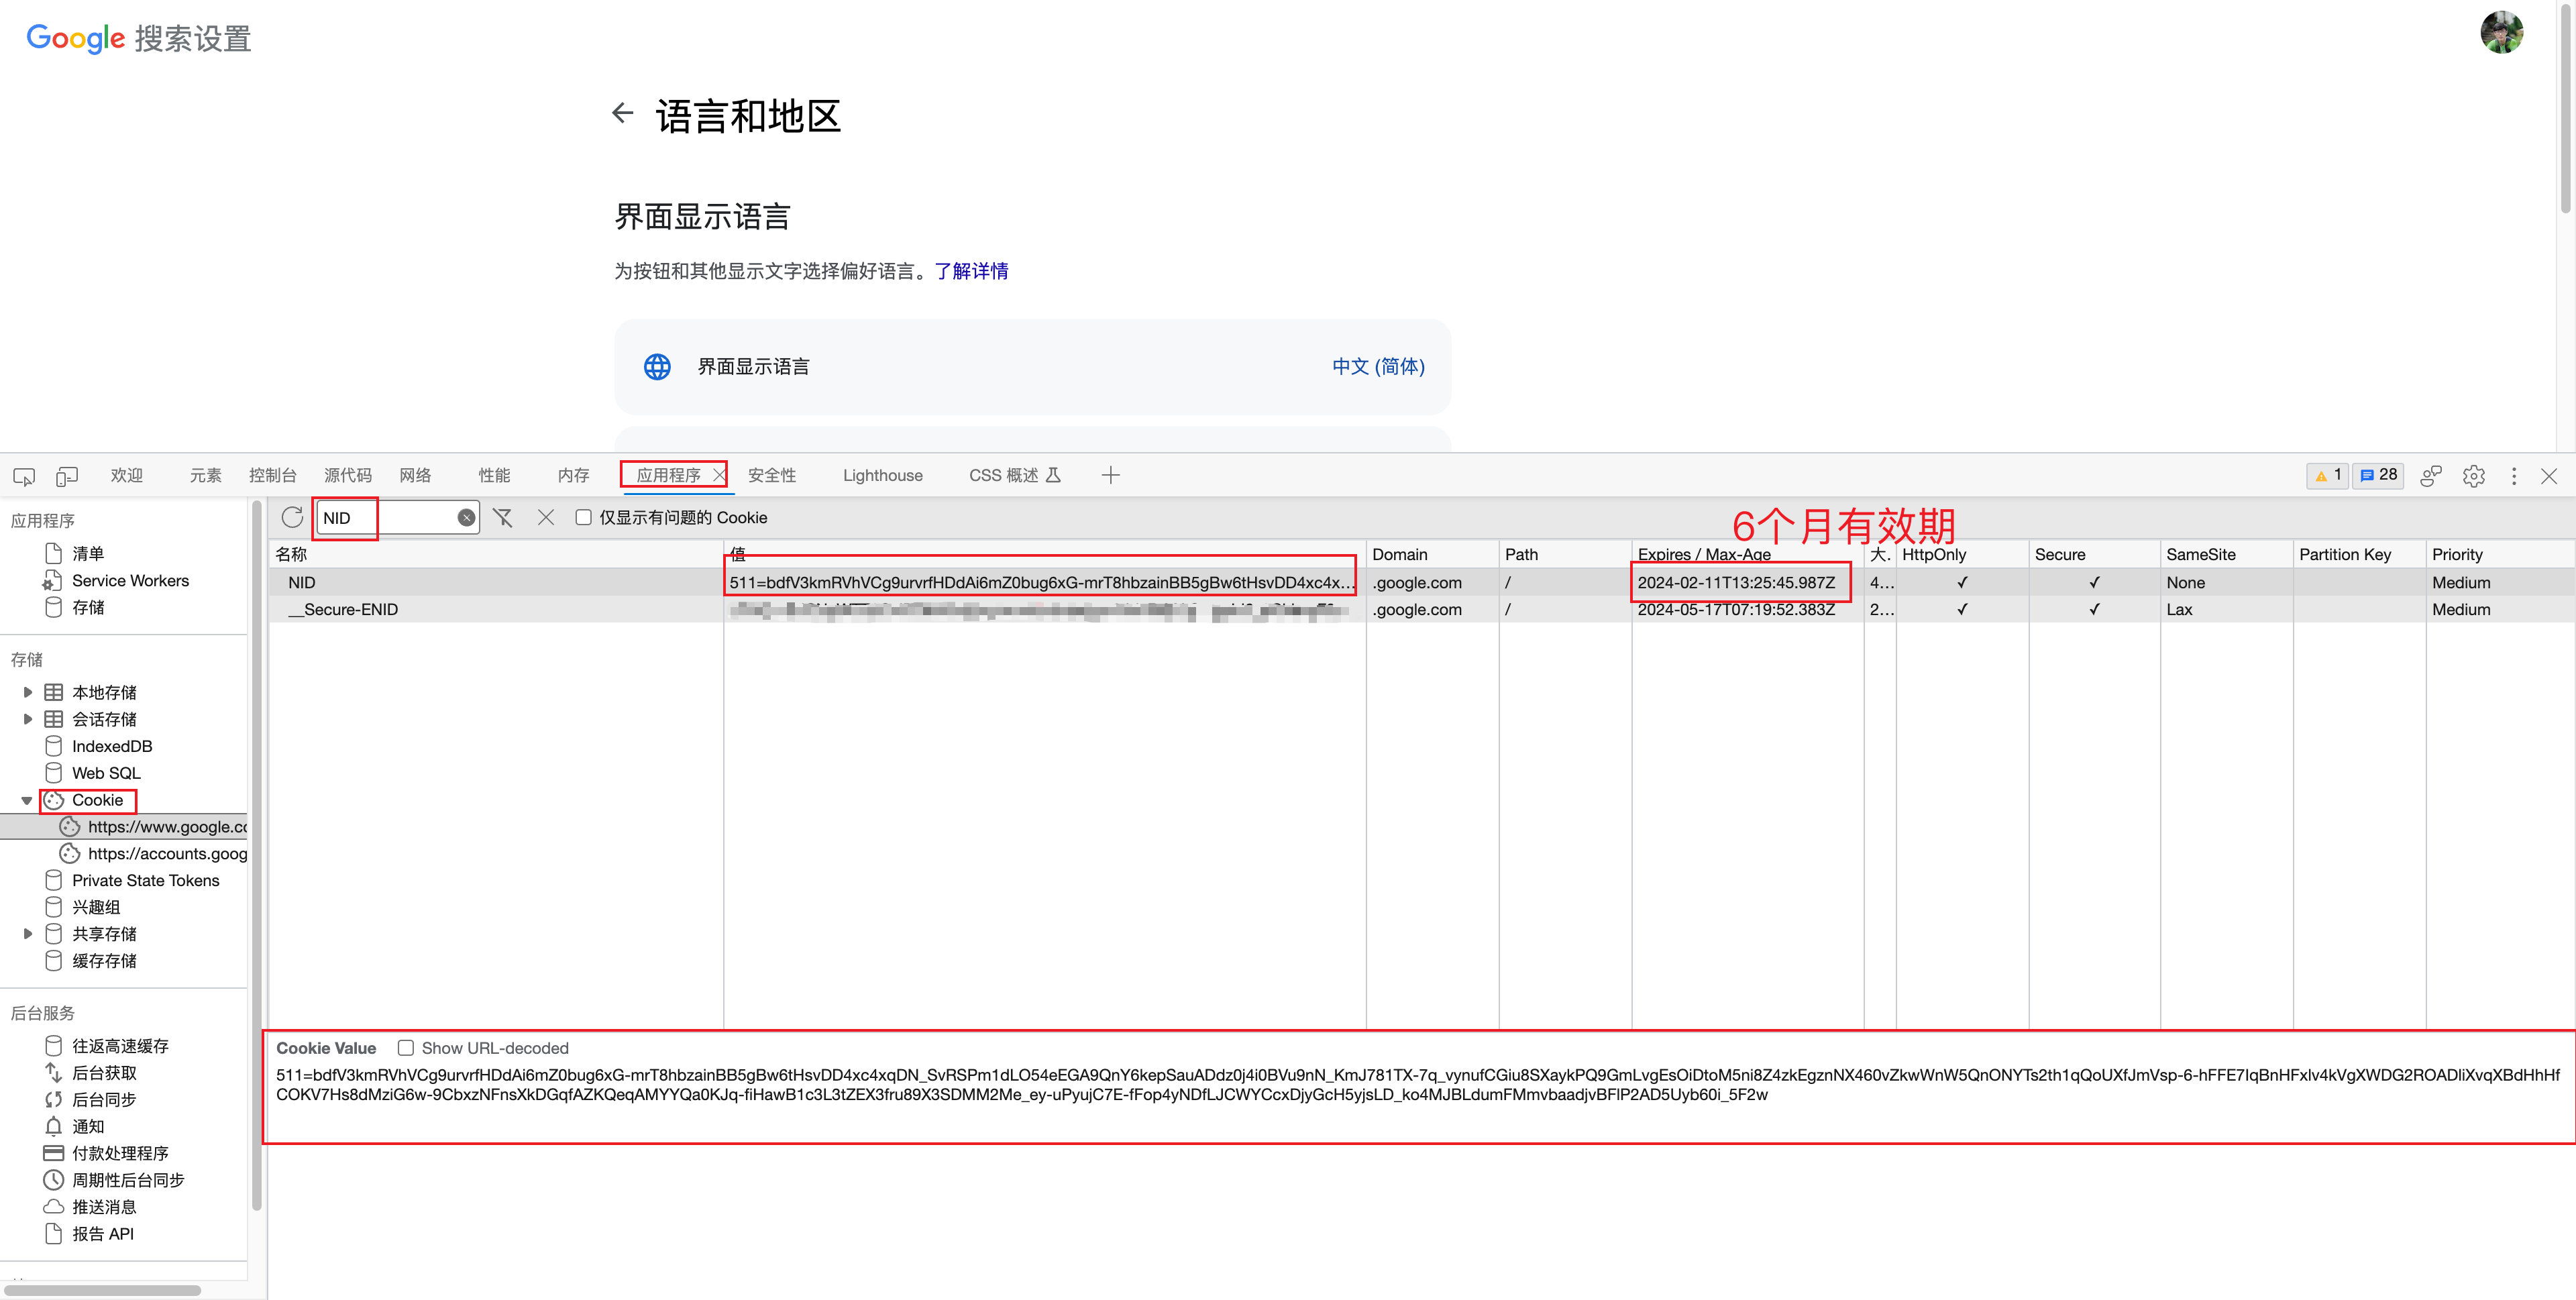 Google 搜索设置
语言和地区
界面显示语言
为按钮和其他显示文字选择偏好语言。了解详情
界面显示语言 中文 (简体)
欢迎 元素 控制台 源代码 网络 性能 内存 应用程序 安全性 Lighthouse CSS 概述 1 28
应用程序
清单
Service Workers
存储
存储
本地存储
会话存储
IndexedDB
Web SQL
Cookie
https://www.google.co
https://accounts.goog
Private State Tokens
兴趣组
共享存储
缓存存储
后台服务
往返高速缓存
后台获取
后台同步
通知
付款处理程序
周期性后台同步
推送消息
报告 API
NID 仅显示有问题的 Cookie
6个月有效期
名称 值 Domain Path Expires / Max-Age 大. HttpOnly Secure SameSite Partition Key Priority
NID 511=bdfV3kmRVhVCg9urvrfHDdAi6mZ0bug6xG-mrT8hbzainBB5gBw6tHsvDD4xc4x... .google.com / 2024-02-11T13:25:45.987Z 4... ✓ ✓ None Medium
__Secure-ENID .google.com / 2024-05-17T07:19:52.383Z 2... ✓ ✓ Lax Medium
Cookie Value Show URL-decoded
511=bdfV3kmRVhVCg9urvrfHDdAi6mZ0bug6xG-mrT8hbzainBB5gBw6tHsvDD4xc4xqDN_SvRSPm1dLO54eEGA9QnY6kepSauADdz0j4i0BVu9nN_KmJ781TX-7q_vynufCGiu8SXaykPQ9GmLvgEsOiDtoM5ni8Z4zkEgznNX460vZkwWnW5QnONYTs2th1qQoUXfJmVsp-6-hFFE7lqBnHFxlv4kVgXWDG2ROADliXvqXBdHhHf
COKV7Hs8dMziG6w-9CbxzNFnsXkDGqfAZKQeqAMYYQa0KJq-fiHawB1c3L3tZEX3fru89X3SDMM2Me_ey-uPyujC7E-fFop4yNDfLJCWYCcxDjyGcH5yjsLD_ko4MJBLdumFMmvbaadjvBFlP2AD5Uyb60i_5F2w